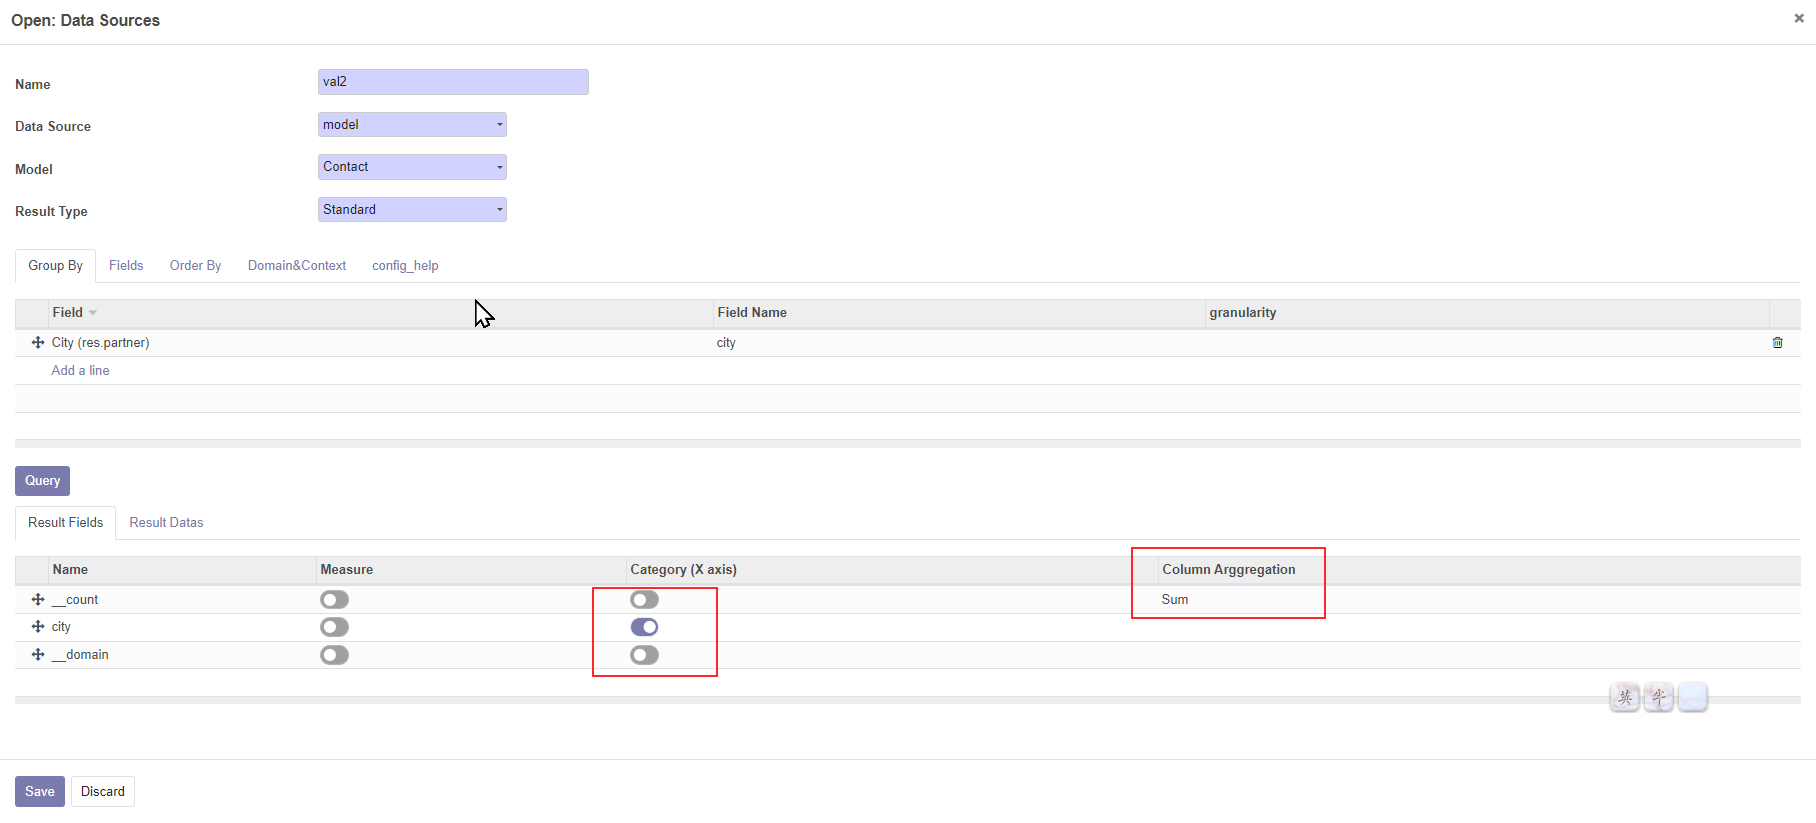 Open: Data Sources ×
Name val2
Data Source model
Model Contact
Result Type Standard
Group By Fields Order By Domain&Context config_help
Field Field Name granularity
City (res.partner) city
Add a line
Query
Result Fields Result Datas
Name Measure Category (X axis) Column Arggregation
__count Sum
city
__domain
英 半
Save Discard